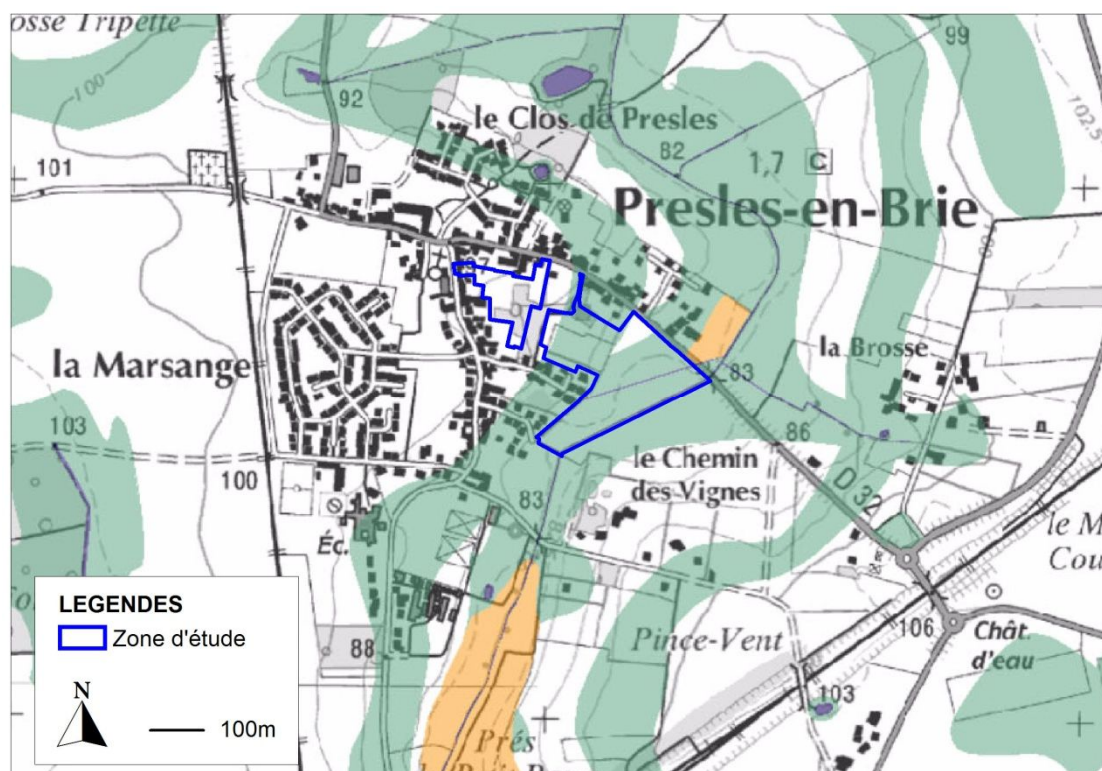 osse Tripette
99
100
92
le Clos de Presles
82
1,7 C
102.5
101
Presles-en-Brie
la Marsange
la Brosse
103
83
86
100
le Chemin
des Vignes
D 32
83
Éc.
le M
Cou
LEGENDES
Zone d'étude
N
100m
88
Pince-Vent
106
Chât.
d'eau
103
Prés